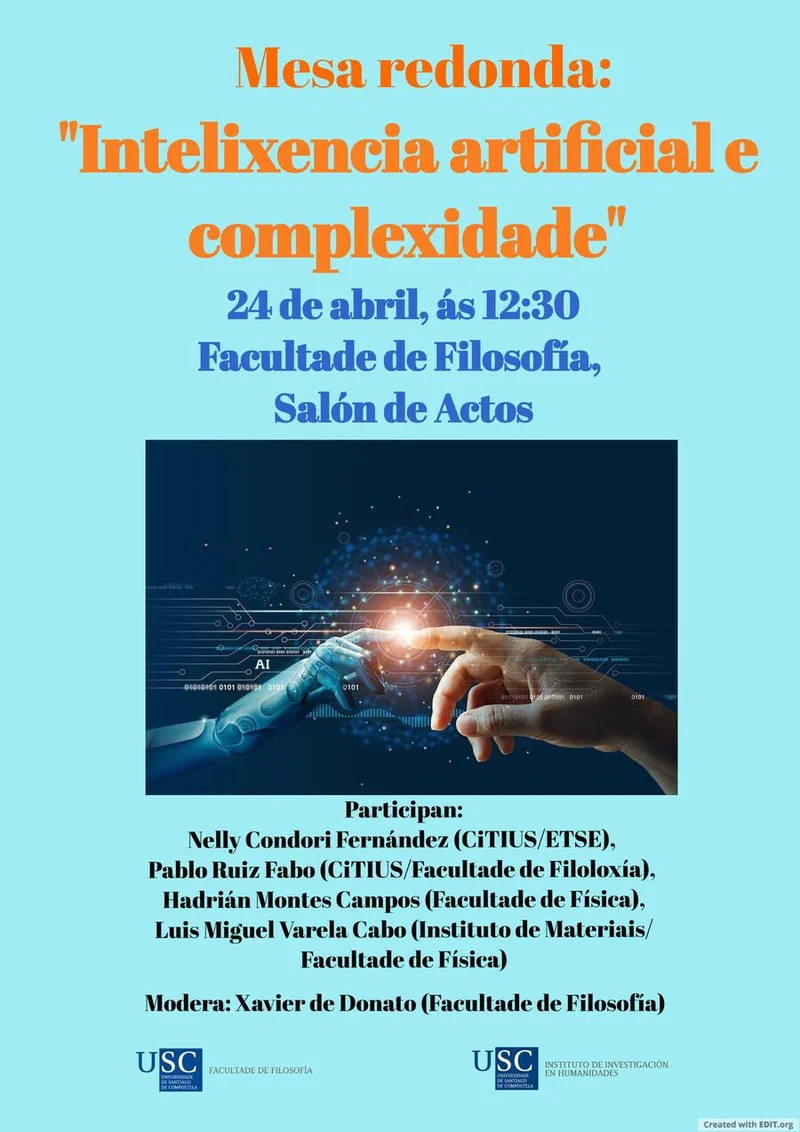 Mesa redonda:
"Intelixencia artificial e
complexidade"
24 de abril, ás 12:30
Facultade de Filosofía,
Salón de Actos
AI
01010101 0101 010101
0101
0101
0101
Participan:
Nelly Condori Fernández (CiTIUS/ETSE),
Pablo Ruiz Fabo (CiTIUS/Facultade de Filoloxía),
Hadrián Montes Campos (Facultade de Física),
Luis Miguel Varela Cabo (Instituto de Materiais/
Facultade de Física)
Modera: Xavier de Donato (Facultade de Filosofía)
USC
UNIVERSIDADE
DE SANTIAGO
DE COMPOSTELA
FACULTADE DE FILOSOFÍA
USC
UNIVERSIDADE
DE SANTIAGO
DE COMPOSTELA
INSTITUTO DE INVESTIGACIÓN
EN HUMANIDADES
Created with EDIT.org